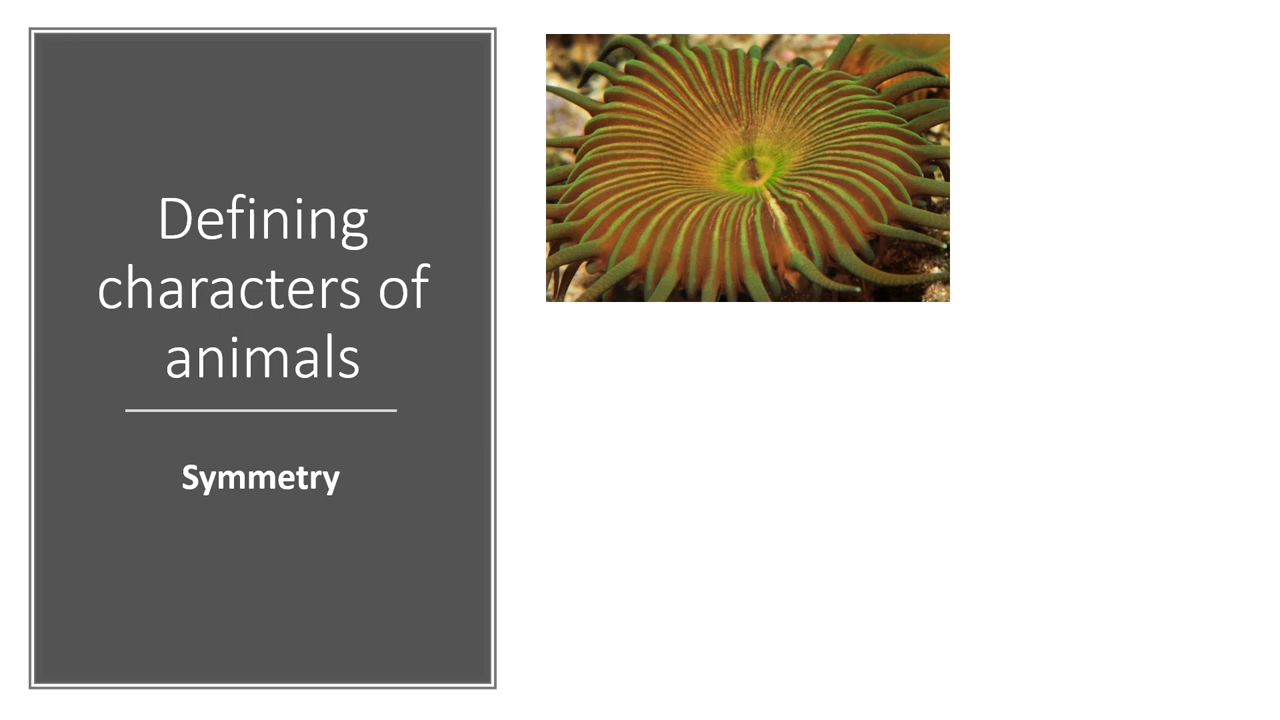 Defining
characters of
animals
Symmetry